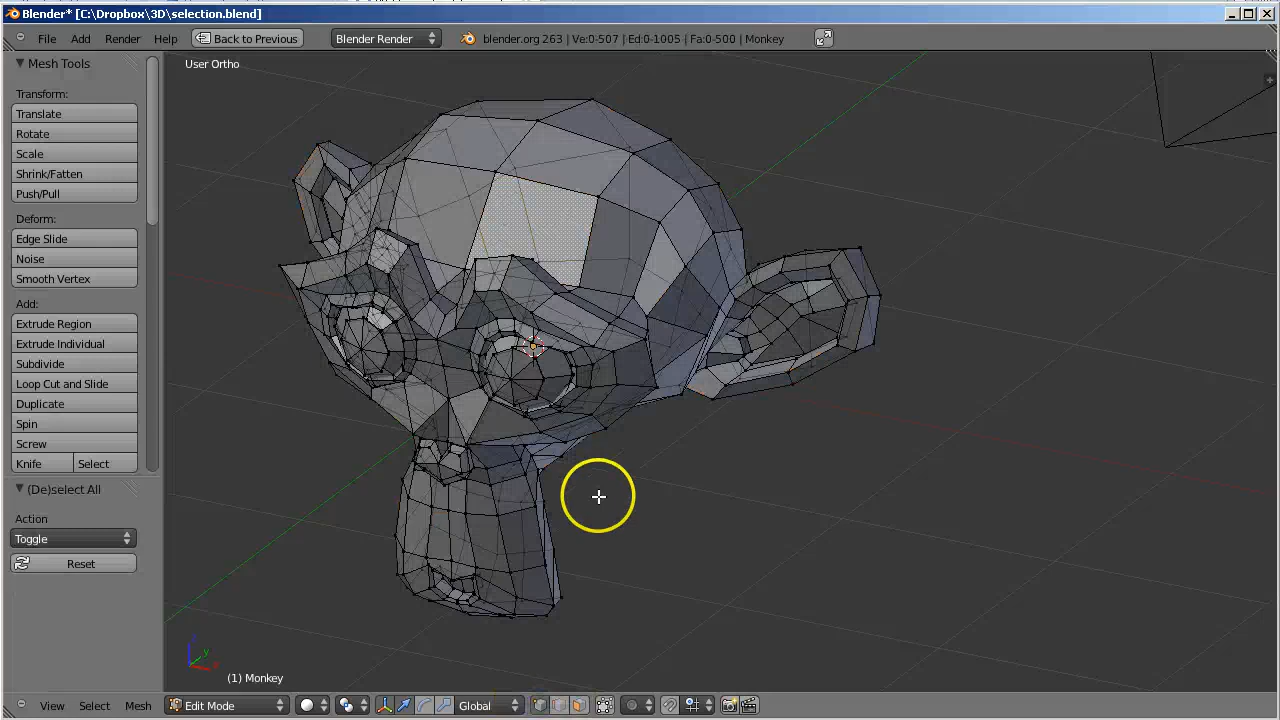 Blender* [C:\Dropbox\3D\selection.blend]
File Add Render Help Back to Previous Blender Render blender.org 263 | Ve:0-507 | Ed:0-1005 | Fa:0-500 | Monkey
Mesh Tools
User Ortho
Transform:
Translate
Rotate
Scale
Shrink/Fatten
Push/Pull
Deform:
Edge Slide
Noise
Smooth Vertex
Add:
Extrude Region
Extrude Individual
Subdivide
Loop Cut and Slide
Duplicate
Spin
Screw
Knife Select
(De)select All
Action
Toggle
Reset
y
x
(1) Monkey
View Select Mesh Edit Mode Global